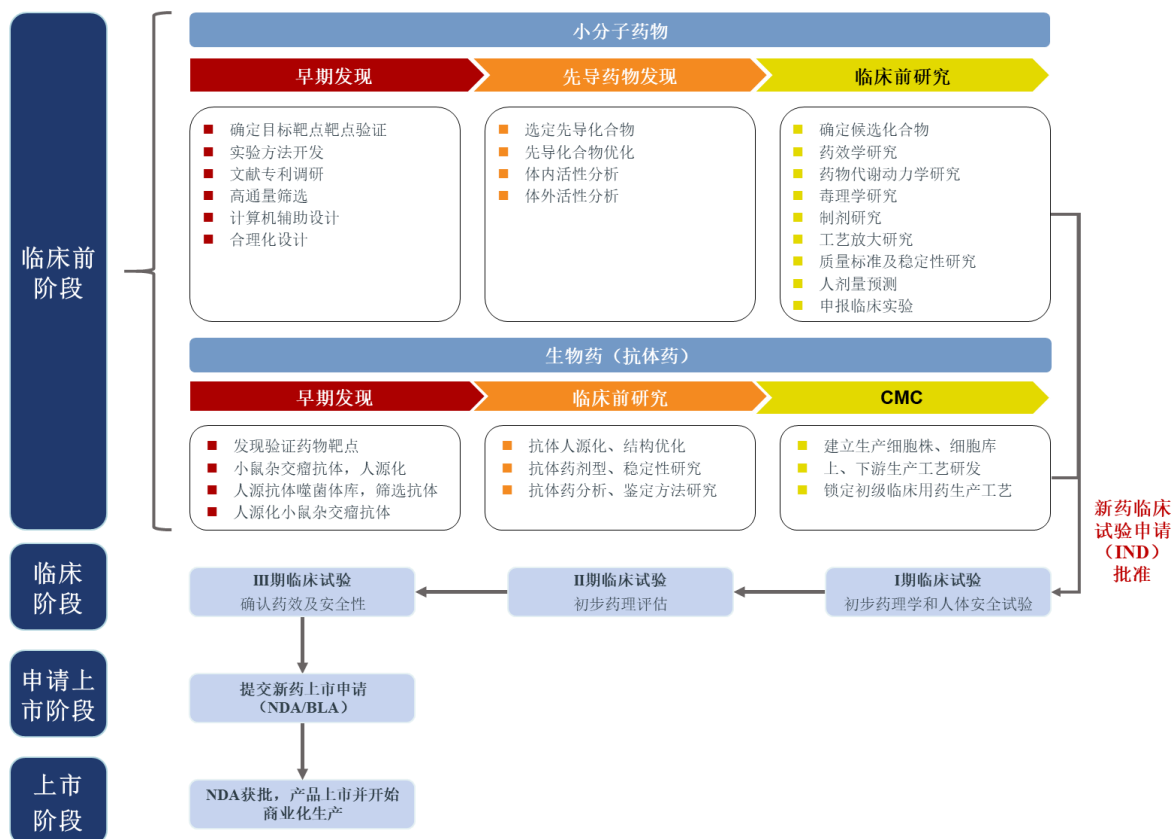 小分子药物
早期发现
先导药物发现
临床前研究
确定目标靶点靶点验证
实验方法开发
文献专利调研
高通量筛选
计算机辅助设计
合理化设计
选定先导化合物
先导化合物优化
体内活性分析
体外活性分析
确定候选化合物
药效学研究
药物代谢动力学研究
毒理学研究
制剂研究
工艺放大研究
质量标准及稳定性研究
人剂量预测
申报临床实验
临床前
阶段
生物药（抗体药）
早期发现
临床前研究
CMC
发现验证药物靶点
小鼠杂交瘤抗体，人源化
人源抗体噬菌体库，筛选抗体
人源化小鼠杂交瘤抗体
抗体人源化、结构优化
抗体药剂型、稳定性研究
抗体药分析、鉴定方法研究
建立生产细胞株、细胞库
上、下游生产工艺研发
锁定初级临床用药生产工艺
新药临床
试验申请
（IND）
批准
临床
阶段
III期临床试验
确认药效及安全性
II期临床试验
初步药理评估
I期临床试验
初步药理学和人体安全试验
申请上
市阶段
提交新药上市申请
（NDA/BLA）
上市
阶段
NDA获批，产品上市并开始
商业化生产